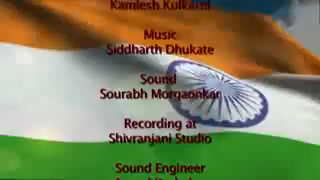 Kamlesh Kulkarni
Music
Siddharth Dhukate
Sound
Sourabh Morgaonkar
Recording at
Shivranjani Studio
Sound Engineer